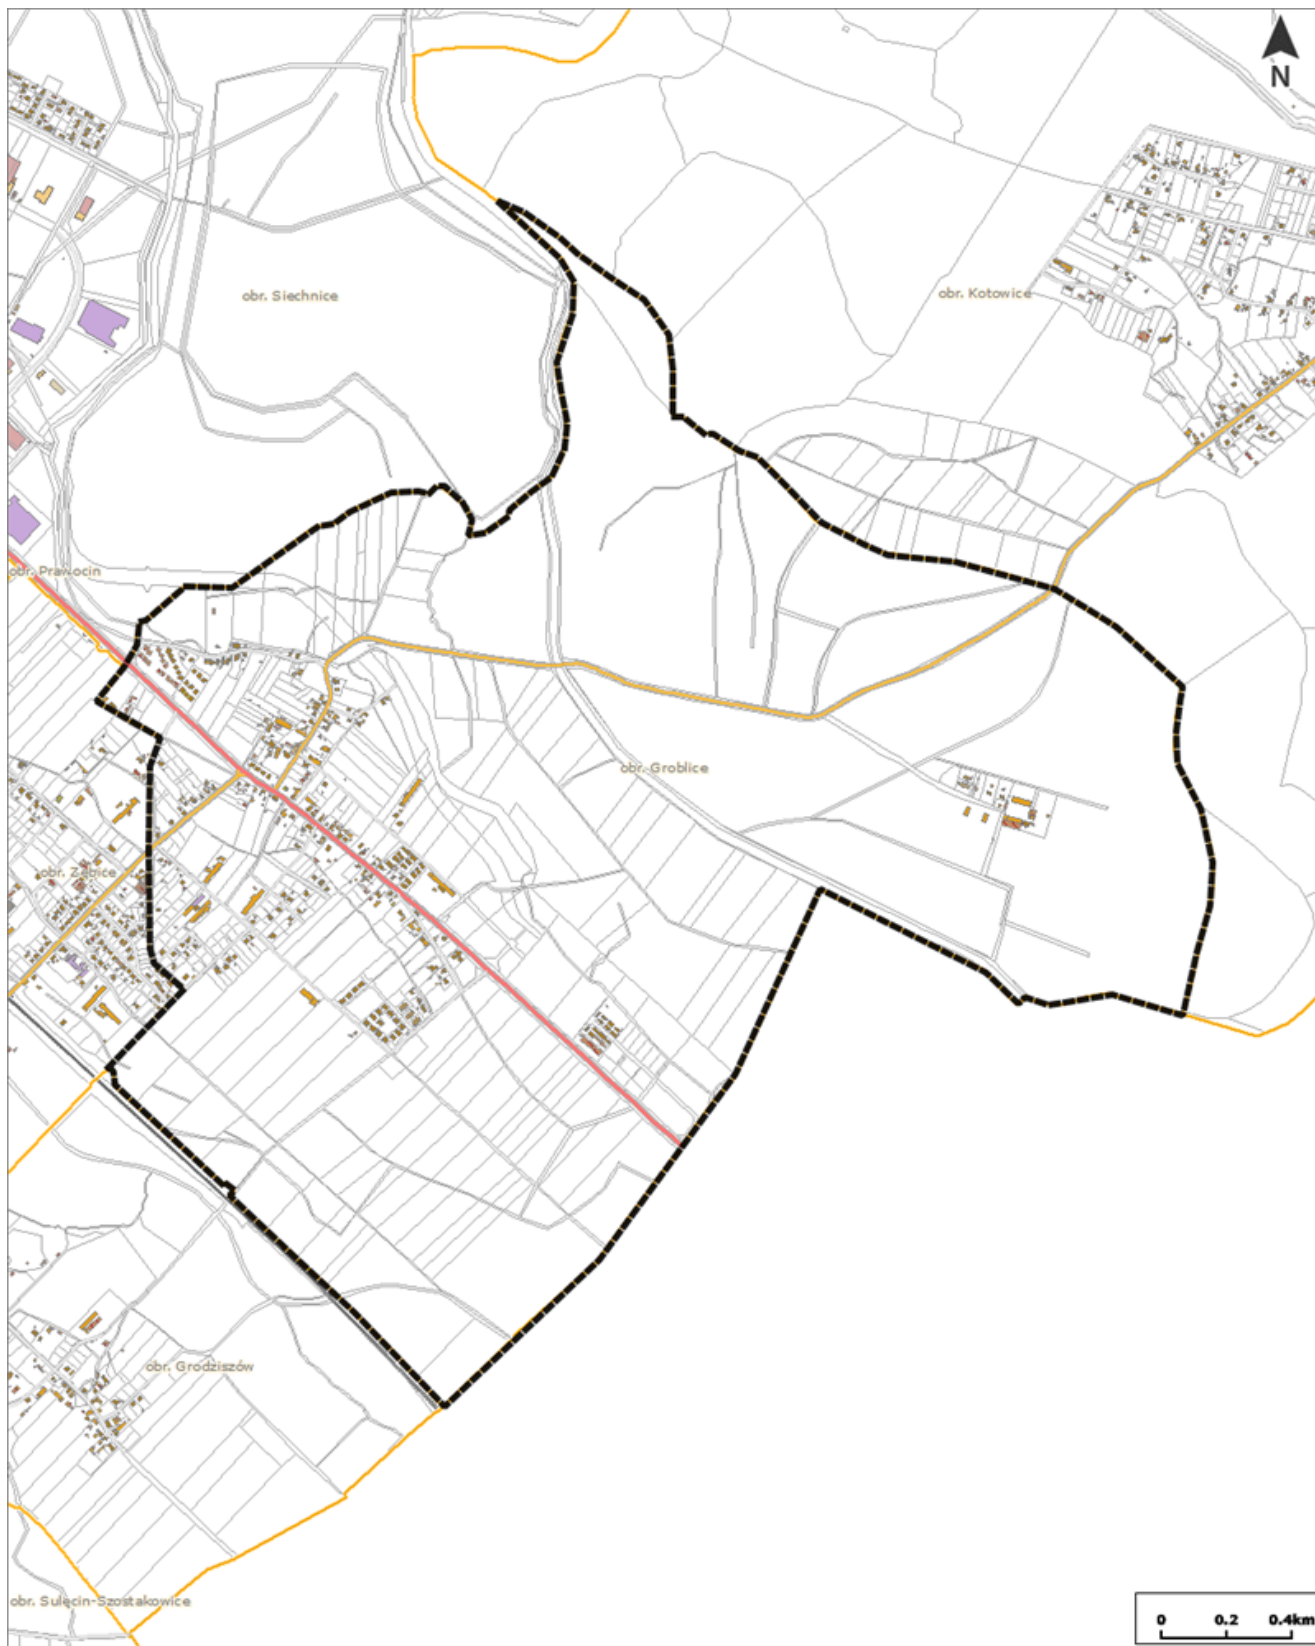 N
obr. Siechnice
obr. Kotowice
obr. Prawocin
obr. Groblice
obr. Zębice
obr. Grodziszów
obr. Sulęcin-Szostakowice
0 0.2 0.4km